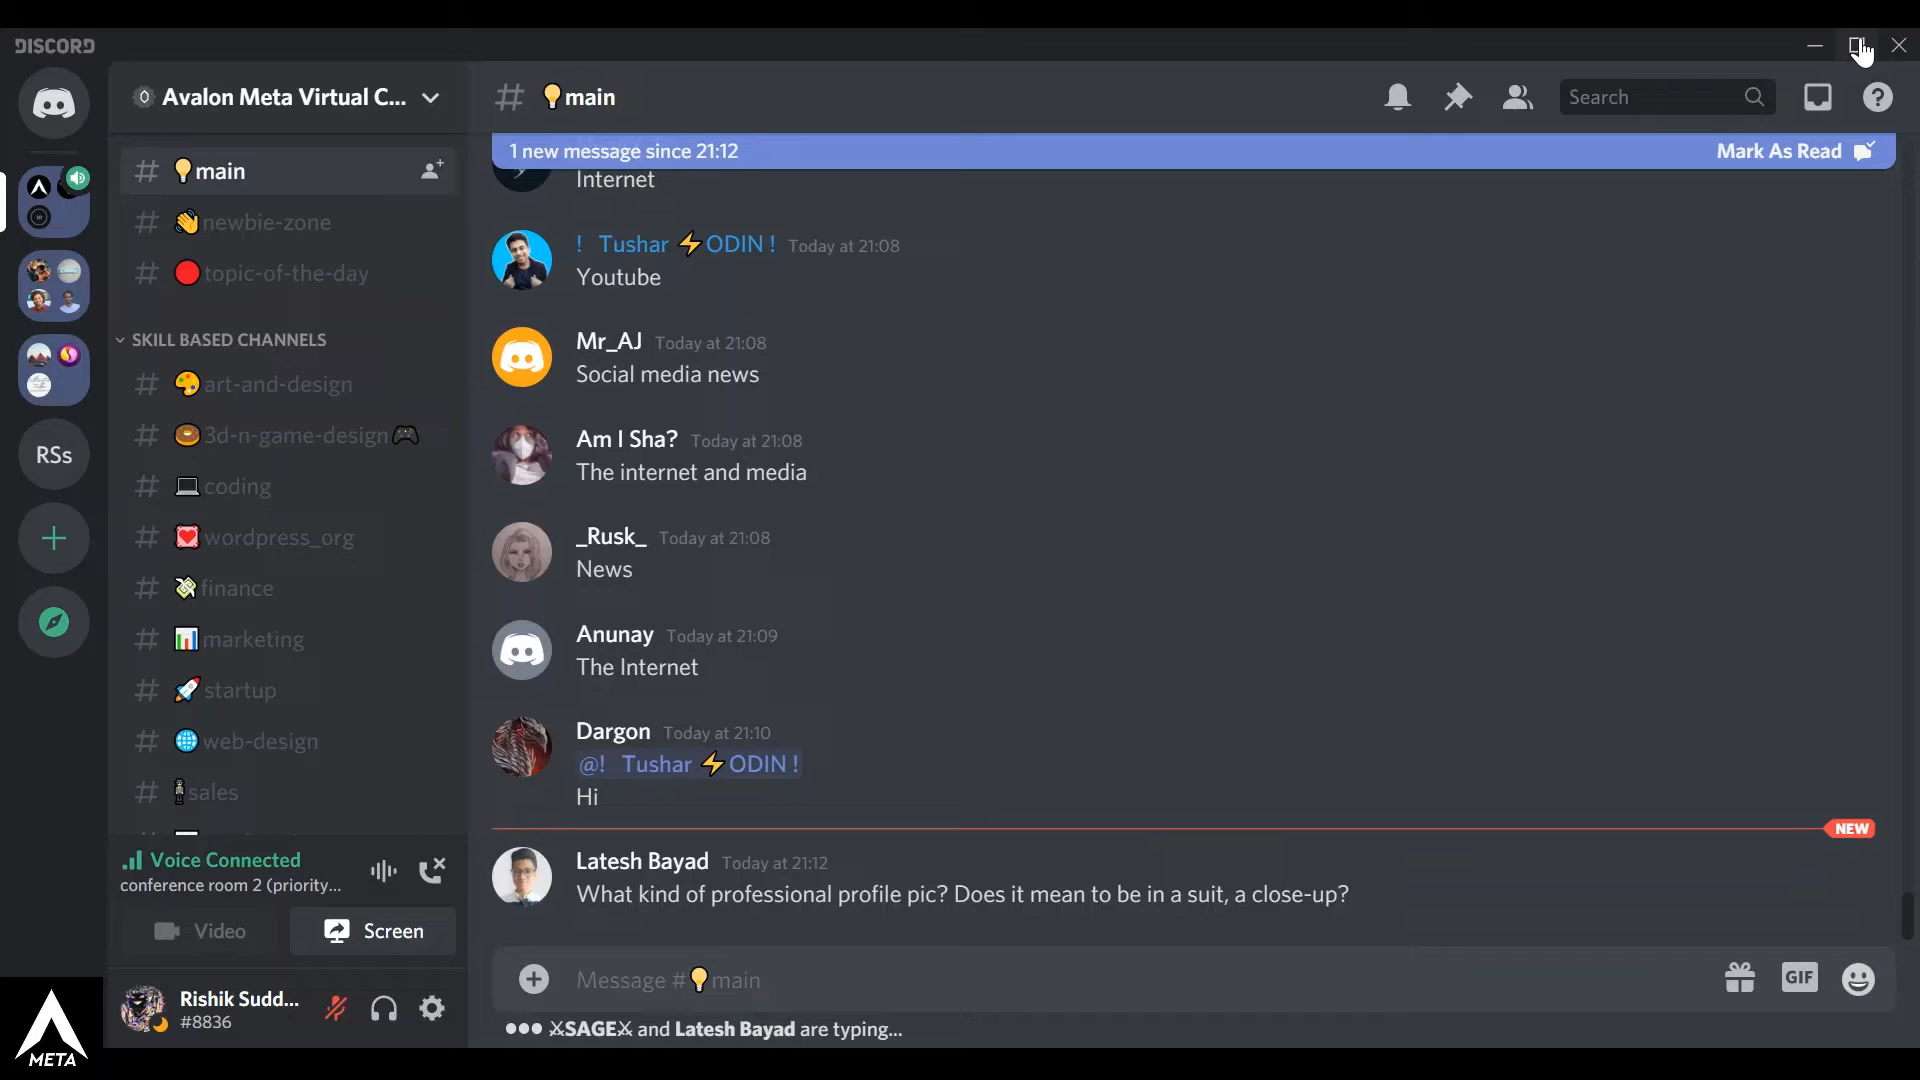 DISCORD
Avalon Meta Virtual C...
main
newbie-zone
topic-of-the-day
SKILL BASED CHANNELS
art-and-design
3d-n-game-design
coding
wordpress_org
finance
marketing
startup
web-design
sales
RSs
Voice Connected
conference room 2 (priority...
Video
Screen
Rishik Sudd...
#8836
META
main
Search
1 new message since 21:12
Mark As Read
Internet
! Tushar ⚡ODIN ! Today at 21:08
Youtube
Mr_AJ Today at 21:08
Social media news
Am I Sha? Today at 21:08
The internet and media
_Rusk_ Today at 21:08
News
Anunay Today at 21:09
The Internet
Dargon Today at 21:10
@! Tushar ⚡ODIN !
Hi
NEW
Latesh Bayad Today at 21:12
What kind of professional profile pic? Does it mean to be in a suit, a close-up?
Message #💡main
GIF
⚔SAGE⚔ and Latesh Bayad are typing...